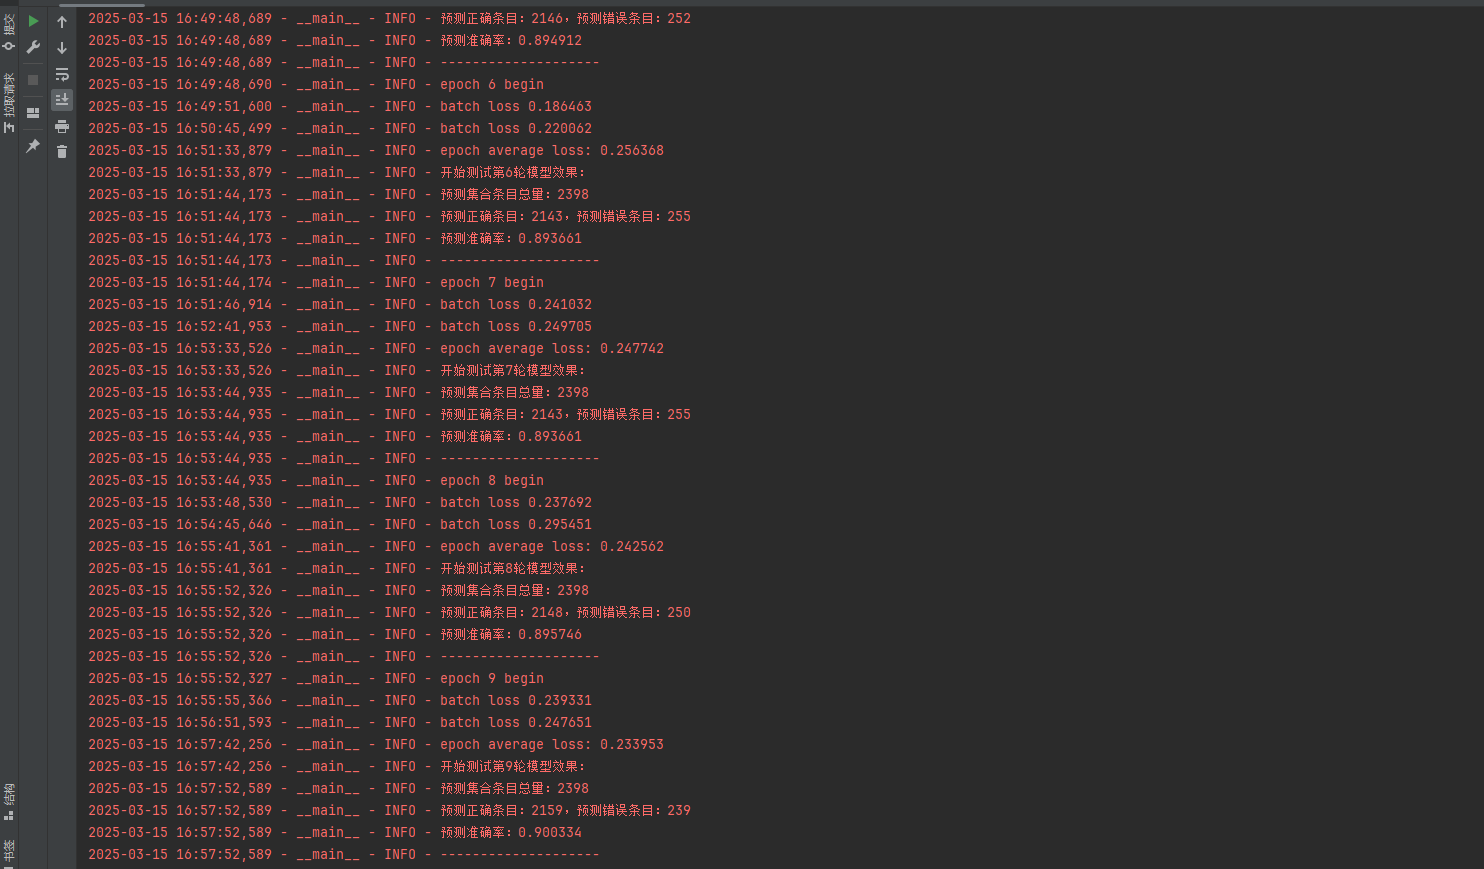 提交
拉取请求
结构
书签
2025-03-15 16:49:48,689 - __main__ - INFO - 预测正确条目：2146，预测错误条目：252
2025-03-15 16:49:48,689 - __main__ - INFO - 预测准确率：0.894912
2025-03-15 16:49:48,689 - __main__ - INFO - --------------------
2025-03-15 16:49:48,690 - __main__ - INFO - epoch 6 begin
2025-03-15 16:49:51,600 - __main__ - INFO - batch loss 0.186463
2025-03-15 16:50:45,499 - __main__ - INFO - batch loss 0.220062
2025-03-15 16:51:33,879 - __main__ - INFO - epoch average loss: 0.256368
2025-03-15 16:51:33,879 - __main__ - INFO - 开始测试第6轮模型效果：
2025-03-15 16:51:44,173 - __main__ - INFO - 预测集合条目总量：2398
2025-03-15 16:51:44,173 - __main__ - INFO - 预测正确条目：2143，预测错误条目：255
2025-03-15 16:51:44,173 - __main__ - INFO - 预测准确率：0.893661
2025-03-15 16:51:44,173 - __main__ - INFO - --------------------
2025-03-15 16:51:44,174 - __main__ - INFO - epoch 7 begin
2025-03-15 16:51:46,914 - __main__ - INFO - batch loss 0.241032
2025-03-15 16:52:41,953 - __main__ - INFO - batch loss 0.249705
2025-03-15 16:53:33,526 - __main__ - INFO - epoch average loss: 0.247742
2025-03-15 16:53:33,526 - __main__ - INFO - 开始测试第7轮模型效果：
2025-03-15 16:53:44,935 - __main__ - INFO - 预测集合条目总量：2398
2025-03-15 16:53:44,935 - __main__ - INFO - 预测正确条目：2143，预测错误条目：255
2025-03-15 16:53:44,935 - __main__ - INFO - 预测准确率：0.893661
2025-03-15 16:53:44,935 - __main__ - INFO - --------------------
2025-03-15 16:53:44,935 - __main__ - INFO - epoch 8 begin
2025-03-15 16:53:48,530 - __main__ - INFO - batch loss 0.237692
2025-03-15 16:54:45,646 - __main__ - INFO - batch loss 0.295451
2025-03-15 16:55:41,361 - __main__ - INFO - epoch average loss: 0.242562
2025-03-15 16:55:41,361 - __main__ - INFO - 开始测试第8轮模型效果：
2025-03-15 16:55:52,326 - __main__ - INFO - 预测集合条目总量：2398
2025-03-15 16:55:52,326 - __main__ - INFO - 预测正确条目：2148，预测错误条目：250
2025-03-15 16:55:52,326 - __main__ - INFO - 预测准确率：0.895746
2025-03-15 16:55:52,326 - __main__ - INFO - --------------------
2025-03-15 16:55:52,327 - __main__ - INFO - epoch 9 begin
2025-03-15 16:55:55,366 - __main__ - INFO - batch loss 0.239331
2025-03-15 16:56:51,593 - __main__ - INFO - batch loss 0.247651
2025-03-15 16:57:42,256 - __main__ - INFO - epoch average loss: 0.233953
2025-03-15 16:57:42,256 - __main__ - INFO - 开始测试第9轮模型效果：
2025-03-15 16:57:52,589 - __main__ - INFO - 预测集合条目总量：2398
2025-03-15 16:57:52,589 - __main__ - INFO - 预测正确条目：2159，预测错误条目：239
2025-03-15 16:57:52,589 - __main__ - INFO - 预测准确率：0.900334
2025-03-15 16:57:52,589 - __main__ - INFO - --------------------